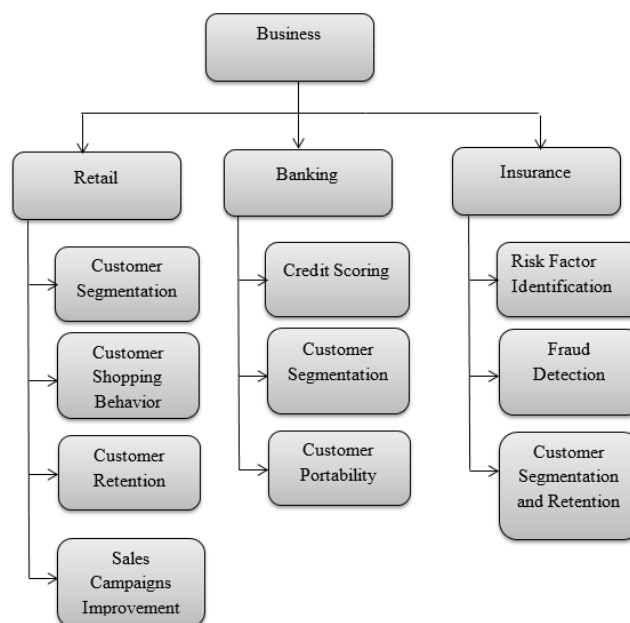 Business
Retail
Banking
Insurance
Customer
Segmentation
Customer
Shopping
Behavior
Customer
Retention
Sales
Campaigns
Improvement
Credit Scoring
Customer
Segmentation
Customer
Portability
Risk Factor
Identification
Fraud
Detection
Customer
Segmentation
and Retention